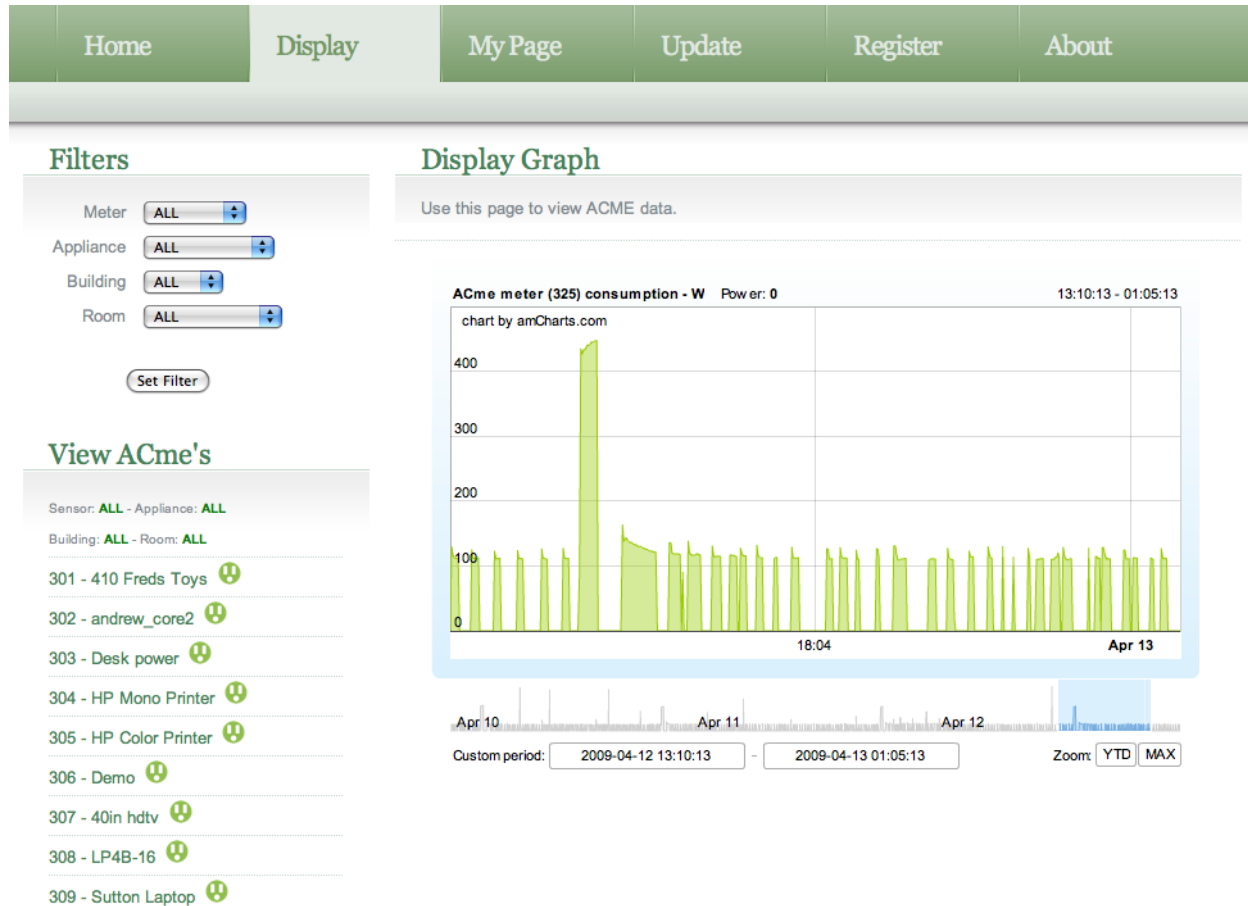 Home Display My Page Update Register About
Filters
Meter ALL
Appliance ALL
Building ALL
Room ALL
Set Filter
View ACme's
Sensor: ALL - Appliance: ALL
Building: ALL - Room: ALL
301 - 410 Freds Toys
302 - andrew_core2
303 - Desk power
304 - HP Mono Printer
305 - HP Color Printer
306 - Demo
307 - 40in hdtv
308 - LP4B-16
309 - Sutton Laptop
Display Graph
Use this page to view ACME data.
ACme meter (325) consumption - W Power: 0 13:10:13 - 01:05:13
chart by amCharts.com
400
300
200
100
0
18:04 Apr 13
Apr 10 Apr 11 Apr 12
Custom period: 2009-04-12 13:10:13 - 2009-04-13 01:05:13 Zoom: YTD MAX